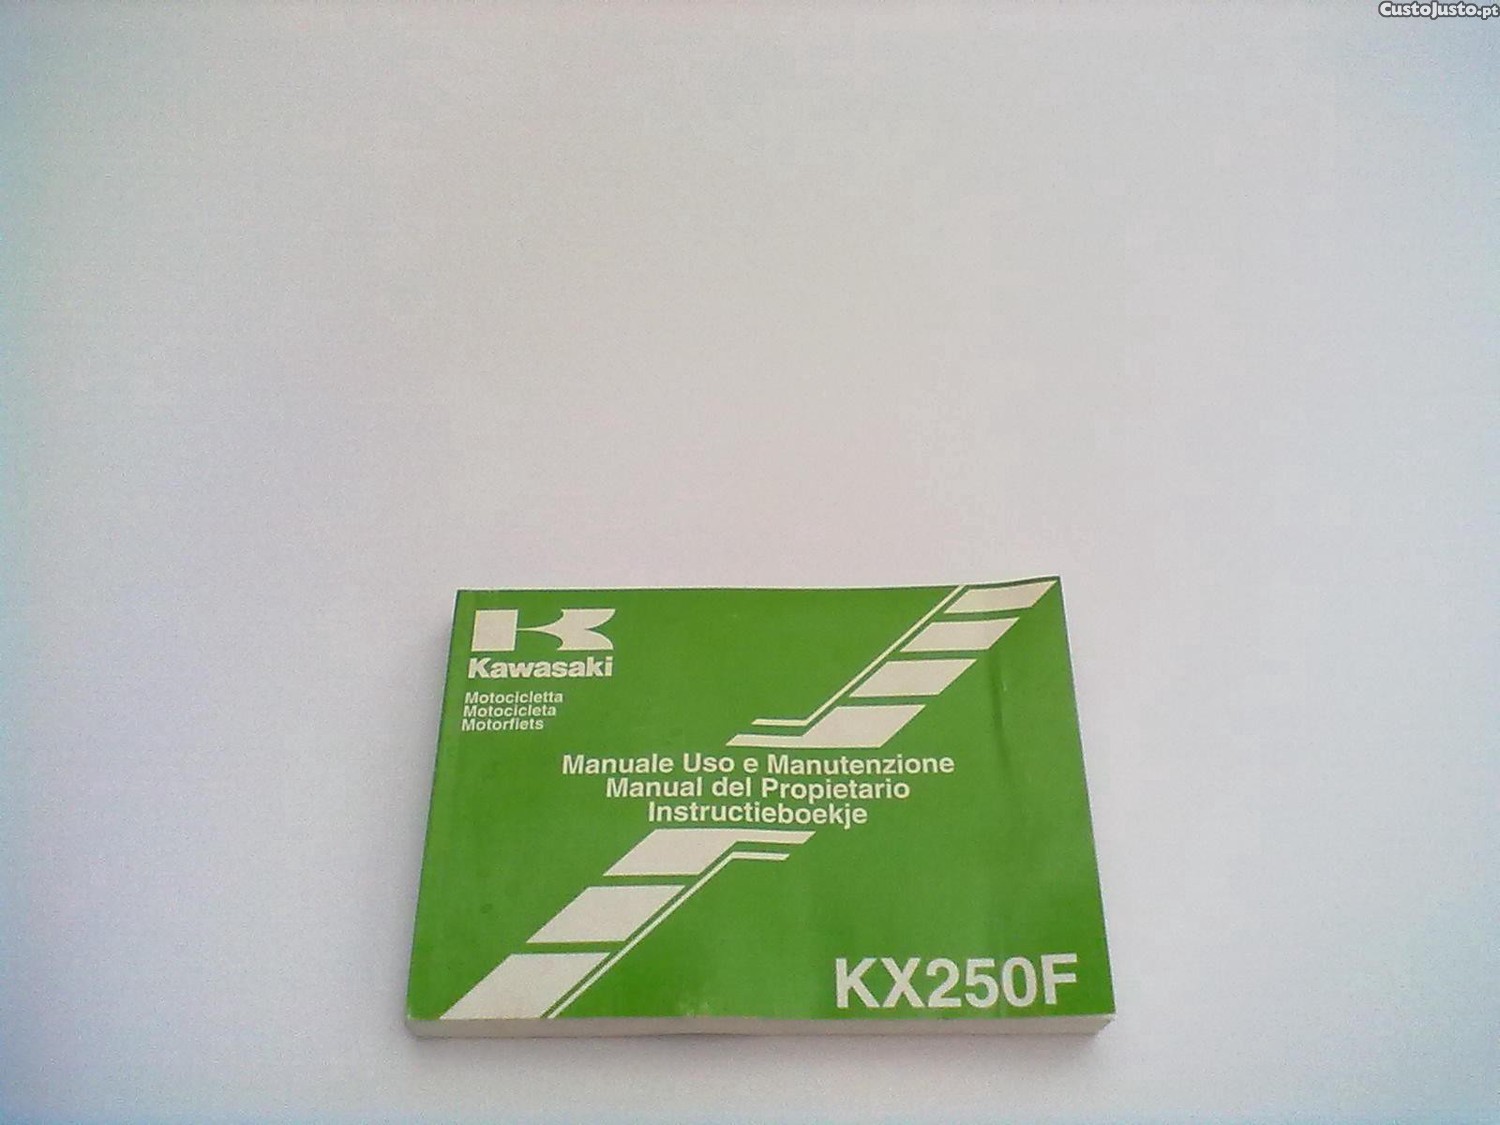 CustoJusto.pt
Kawasaki
Motocicletta
Motocicleta
Motorfiets
Manuale Uso e Manutenzione
Manual del Propietario
Instructieboekje
KX250F